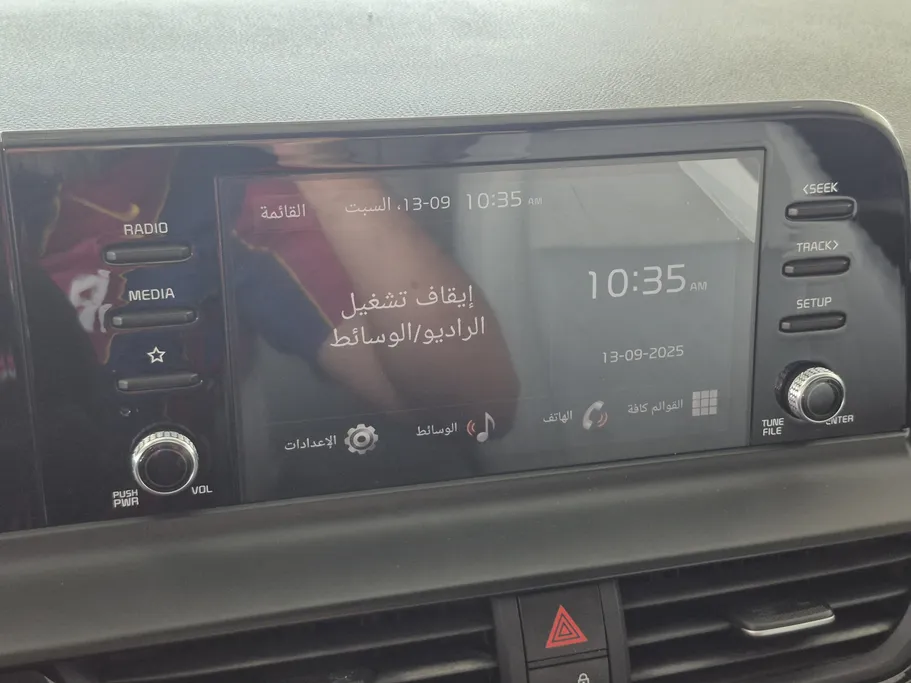 RADIO
MEDIA
PUSH
PWR
VOL
القائمة
13-09، السبت
10:35 AM
إيقاف تشغيل
الراديو/الوسائط
10:35 AM
13-09-2025
القوائم كافة
الهاتف
الوسائط
الإعدادات
<SEEK
TRACK>
SETUP
TUNE
FILE
ENTER